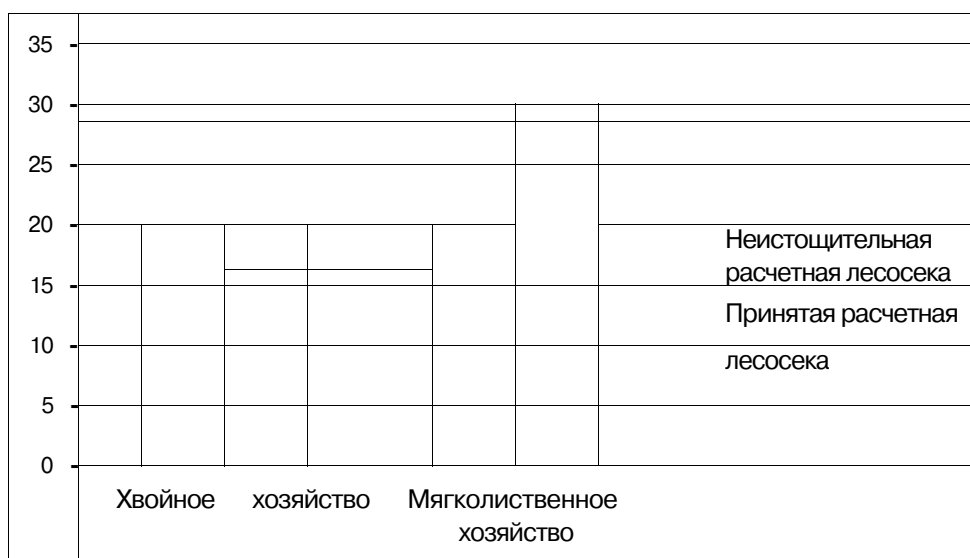 35
30
25
20
15
10
5
0
Неистощительная
расчетная лесосека
Принятая расчетная
лесосека
Хвойное хозяйство Мягколиственное
хозяйство